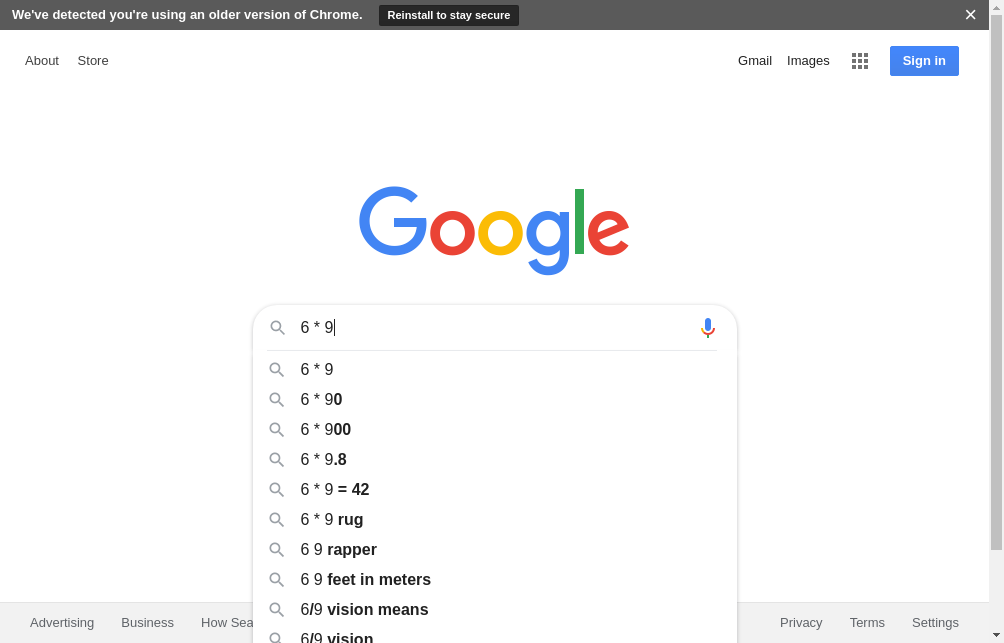 We've detected you're using an older version of Chrome. Reinstall to stay secure
About Store Gmail Images Sign in
Google
6 * 9
6 * 9
6 * 90
6 * 900
6 * 9.8
6 * 9 = 42
6 * 9 rug
6 9 rapper
6 9 feet in meters
6/9 vision means
6/9 vision
Advertising Business How Sea Privacy Terms Settings